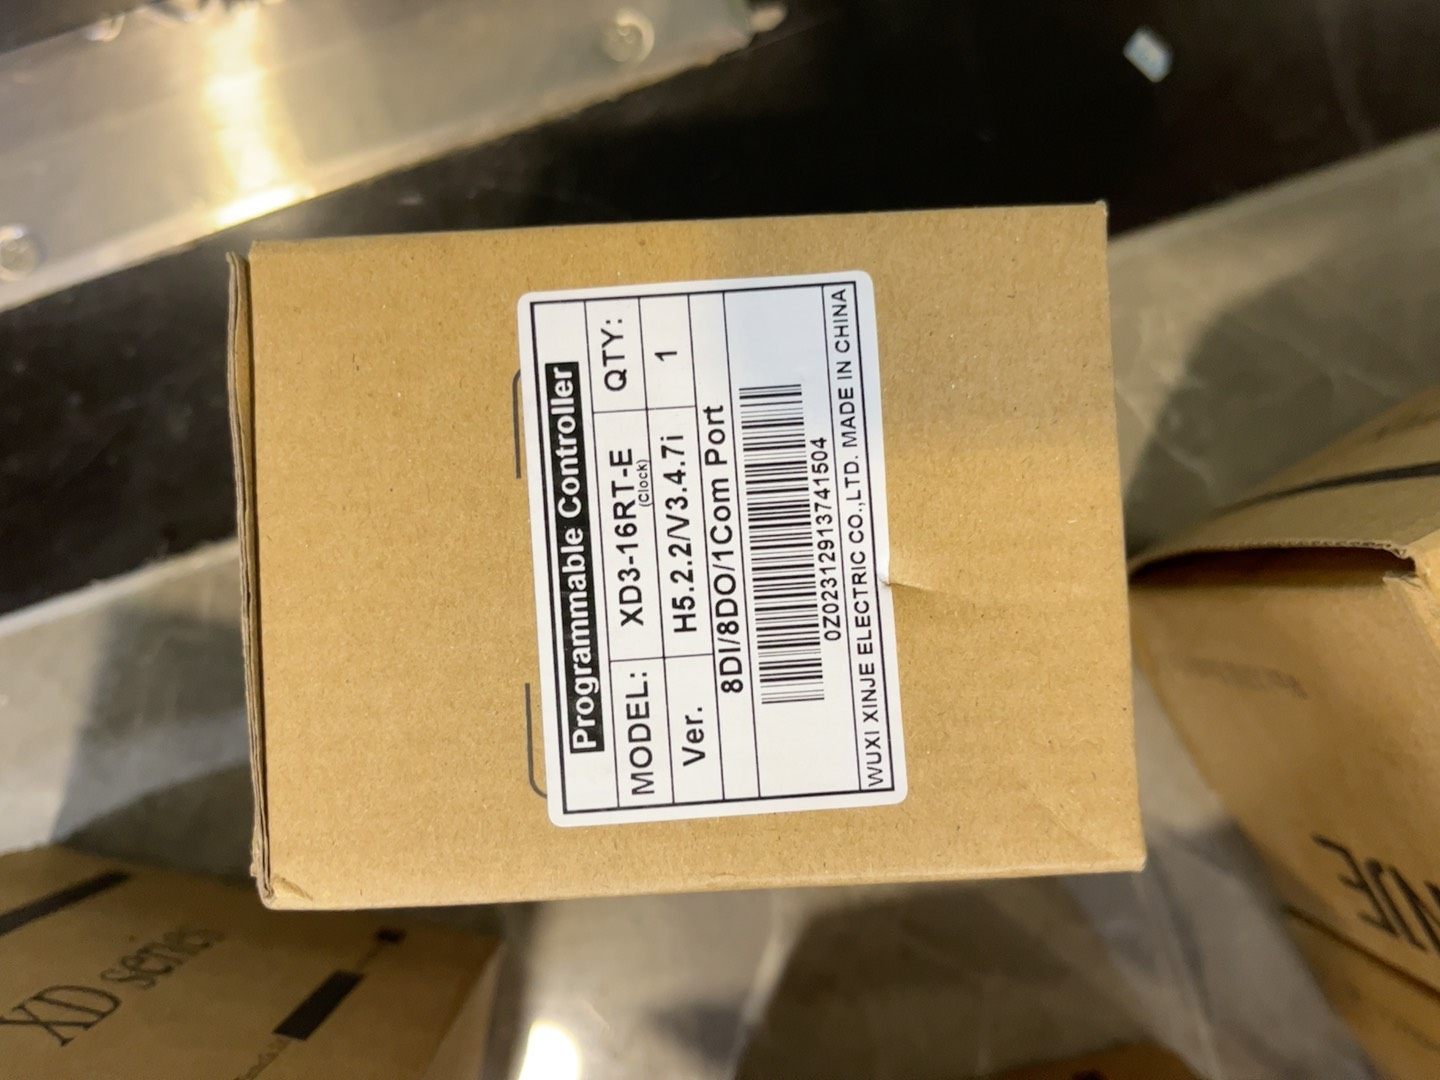 Programmable Controller
MODEL: XD3-16RT-E (Clock) QTY:
Ver. H5.2.2/V3.4.7i 1
8DI/8DO/1Com Port
0Z02312913741504
WUXI XINJE ELECTRIC CO.,LTD. MADE IN CHINA
XD series